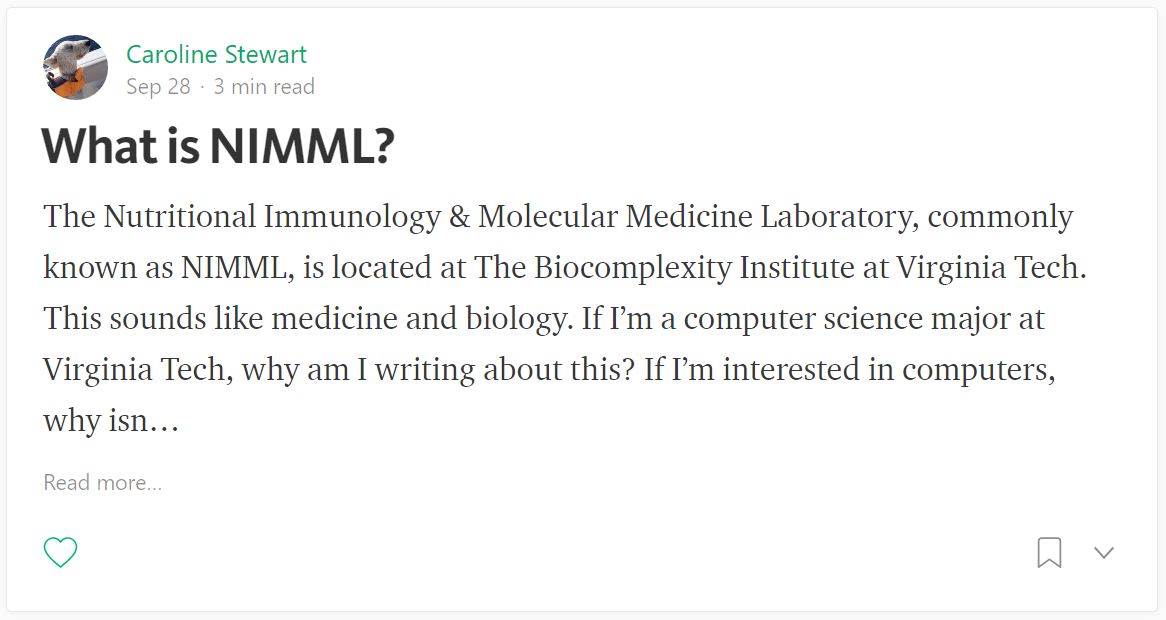 Caroline Stewart
Sep 28 · 3 min read
What is NIMML?
The Nutritional Immunology & Molecular Medicine Laboratory, commonly
known as NIMML, is located at The Biocomplexity Institute at Virginia Tech.
This sounds like medicine and biology. If I’m a computer science major at
Virginia Tech, why am I writing about this? If I’m interested in computers,
why isn…
Read more…